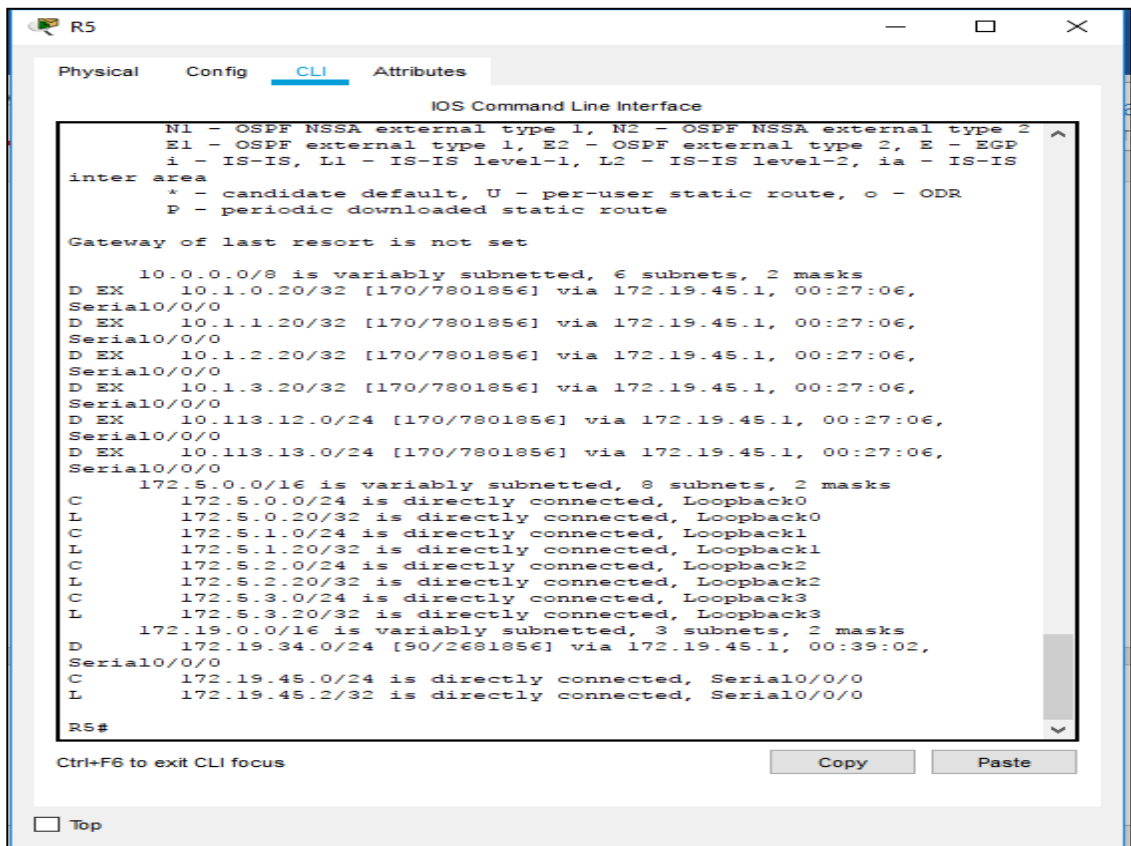 R5
Physical Config CLI Attributes
IOS Command Line Interface
N1 - OSPF NSSA external type 1, N2 - OSPF NSSA external type 2
E1 - OSPF external type 1, E2 - OSPF external type 2, E - EGP
i - IS-IS, L1 - IS-IS level-1, L2 - IS-IS level-2, ia - IS-IS
inter area
* - candidate default, U - per-user static route, o - ODR
P - periodic downloaded static route
Gateway of last resort is not set
10.0.0.0/8 is variably subnetted, 6 subnets, 2 masks
D EX 10.1.0.20/32 [170/7801856] via 172.19.45.1, 00:27:06,
Serial0/0/0
D EX 10.1.1.20/32 [170/7801856] via 172.19.45.1, 00:27:06,
Serial0/0/0
D EX 10.1.2.20/32 [170/7801856] via 172.19.45.1, 00:27:06,
Serial0/0/0
D EX 10.1.3.20/32 [170/7801856] via 172.19.45.1, 00:27:06,
Serial0/0/0
D EX 10.113.12.0/24 [170/7801856] via 172.19.45.1, 00:27:06,
Serial0/0/0
D EX 10.113.13.0/24 [170/7801856] via 172.19.45.1, 00:27:06,
Serial0/0/0
172.5.0.0/16 is variably subnetted, 8 subnets, 2 masks
C 172.5.0.0/24 is directly connected, Loopback0
L 172.5.0.20/32 is directly connected, Loopback0
C 172.5.1.0/24 is directly connected, Loopback1
L 172.5.1.20/32 is directly connected, Loopback1
C 172.5.2.0/24 is directly connected, Loopback2
L 172.5.2.20/32 is directly connected, Loopback2
C 172.5.3.0/24 is directly connected, Loopback3
L 172.5.3.20/32 is directly connected, Loopback3
172.19.0.0/16 is variably subnetted, 3 subnets, 2 masks
D 172.19.34.0/24 [90/2681856] via 172.19.45.1, 00:39:02,
Serial0/0/0
C 172.19.45.0/24 is directly connected, Serial0/0/0
L 172.19.45.2/32 is directly connected, Serial0/0/0
R5#
Ctrl+F6 to exit CLI focus Copy Paste
Top